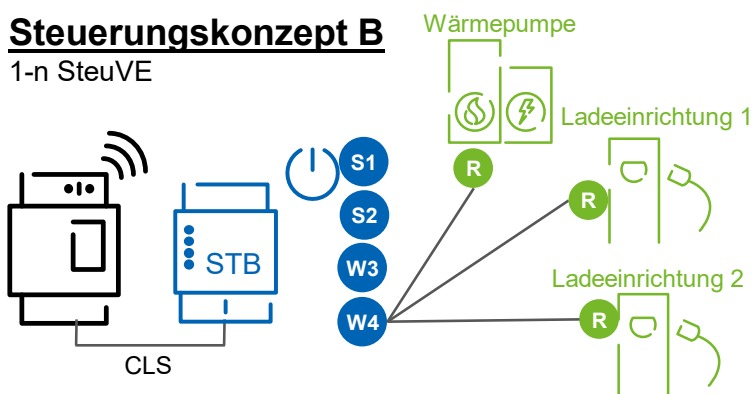 Steuerungskonzept B
1-n SteuVE
Wärmepumpe
Ladeeinrichtung 1
R
R
S1
S2
STB
W3
Ladeeinrichtung 2
W4
R
CLS